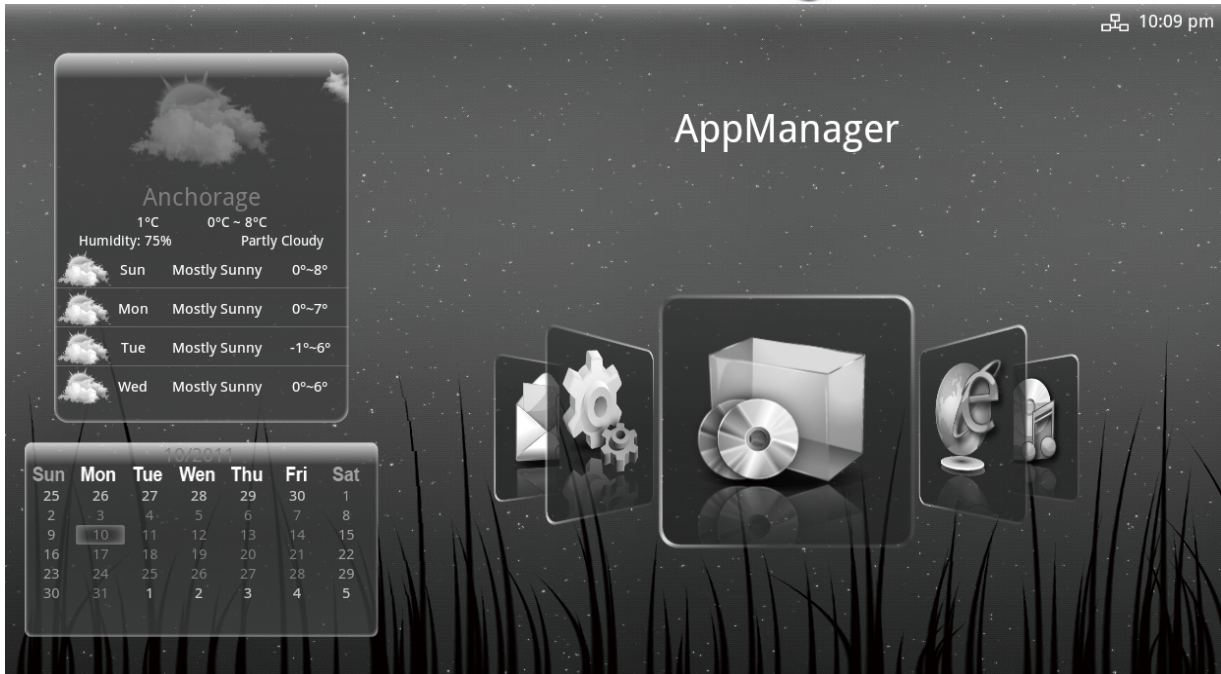 10:09 pm
AppManager
Anchorage
1°C 0°C ~ 8°C
Humidity: 75% Partly Cloudy
Sun Mostly Sunny 0°~8°
Mon Mostly Sunny 0°~7°
Tue Mostly Sunny -1°~6°
Wed Mostly Sunny 0°~6°
10/2011
Sun Mon Tue Wen Thu Fri Sat
25 26 27 28 29 30 1
2 3 4 5 6 7 8
9 10 11 12 13 14 15
16 17 18 19 20 21 22
23 24 25 26 27 28 29
30 31 1 2 3 4 5